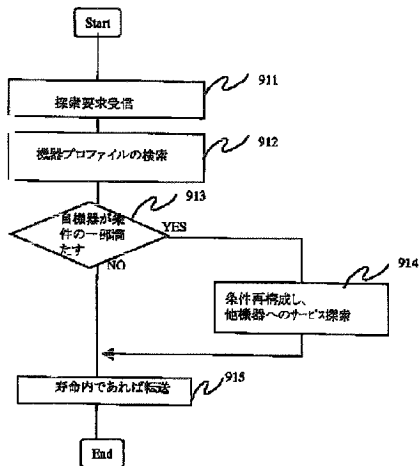 Start
911
探索要求受信
912
機器プロファイルの検索
913
自機器が条
件の一部満
たす
YES
NO
914
条件再構成し、
他機器へのサービス探索
915
寿命内であれば転送
End